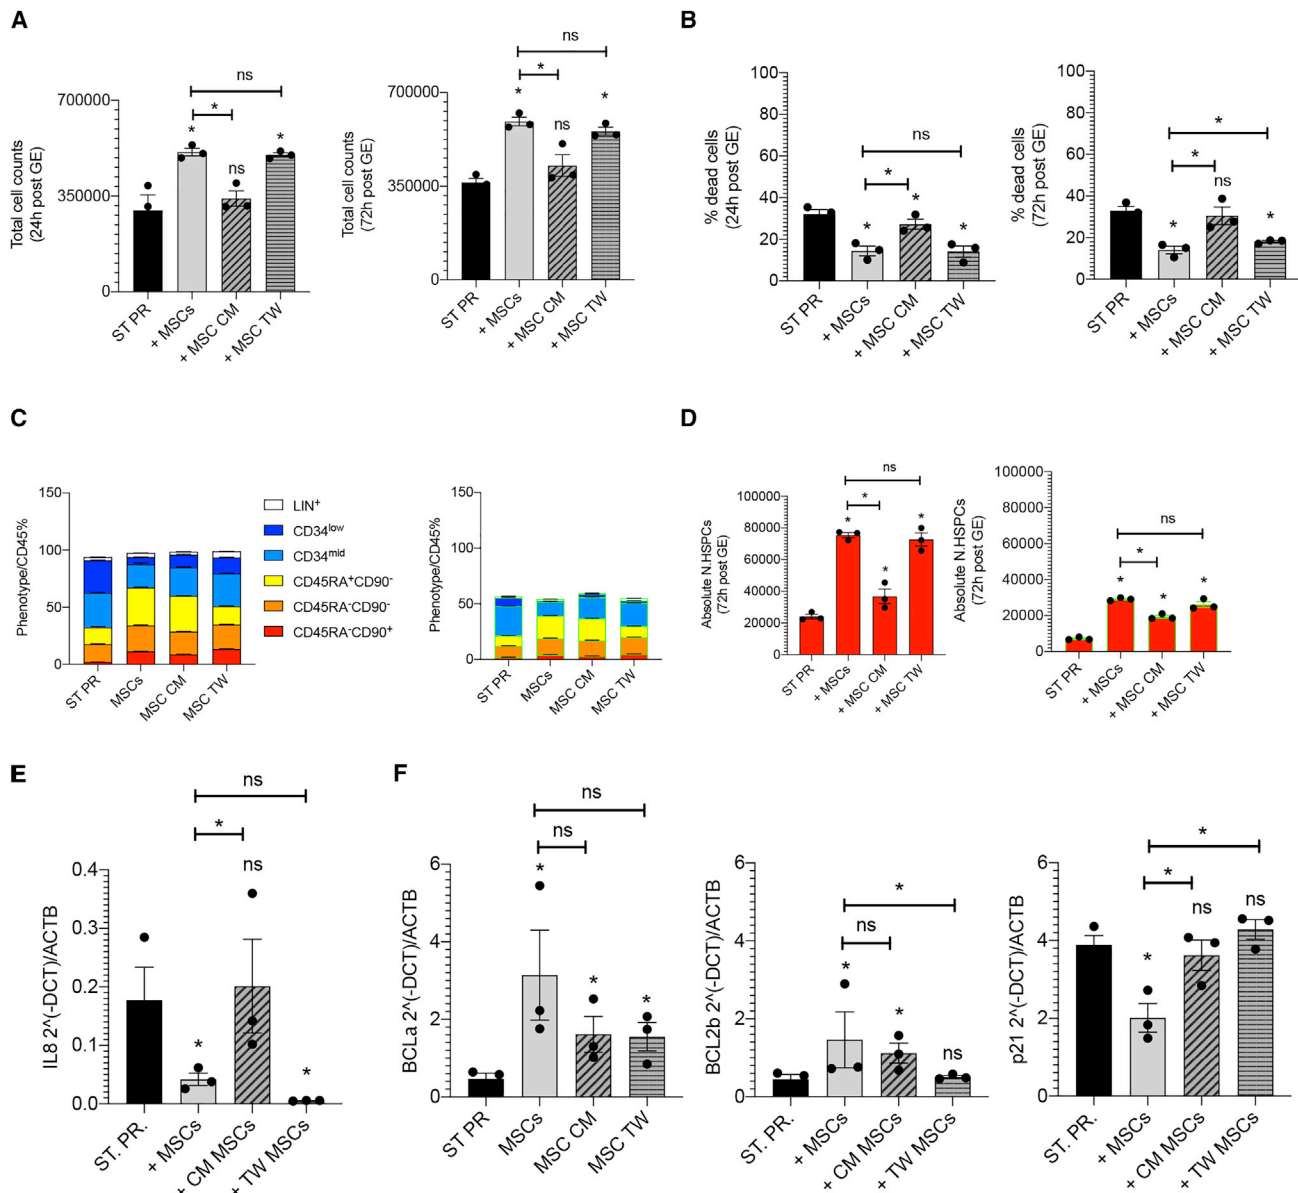 A
ns
*
*
ns
*
700000
350000
0
Total cell counts
(24h post GE)
ST PR
+ MSCs
+ MSC CM
+ MSC TW
ns
*
*
ns
*
700000
350000
0
Total cell counts
(72h post GE)
ST PR
+ MSCs
+ MSC CM
+ MSC TW
B
ns
*
*
*
*
100
80
60
40
20
0
% dead cells
(24h post GE)
ST PR
+ MSCs
+ MSC CM
+ MSC TW
*
*
ns
*
*
100
80
60
40
20
0
% dead cells
(72h post GE)
ST PR
+ MSCs
+ MSC CM
+ MSC TW
C
150
100
50
0
Phenotype/CD45%
ST PR
MSCs
MSC CM
MSC TW
LIN+
CD34low
CD34mid
CD45RA+CD90-
CD45RA-CD90-
CD45RA-CD90+
150
100
50
0
Phenotype/CD45%
ST PR
MSCs
MSC CM
MSC TW
D
ns
*
*
*
*
100000
80000
60000
40000
20000
0
Absolute N.HSPCs
(72h post GE)
ST PR
+ MSCs
+ MSC CM
+ MSC TW
ns
*
*
*
*
100000
80000
60000
40000
20000
0
Absolute N.HSPCs
(72h post GE)
ST PR
+ MSCs
+ MSC CM
+ MSC TW
E
ns
*
ns
*
*
0.4
0.3
0.2
0.1
0.0
IL8 2^(-DCT)/ACTB
ST. PR.
+ MSCs
+ CM MSCs
+ TW MSCs
F
ns
ns
*
*
*
6
4
2
0
BCLa 2^(-DCT)/ACTB
ST PR
MSCs
MSC CM
MSC TW
*
ns
*
*
ns
6
4
2
0
BCL2b 2^(-DCT)/ACTB
ST. PR.
+ MSCs
+ CM MSCs
+ TW MSCs
*
*
ns
ns
*
6
4
2
0
p21 2^(-DCT)/ACTB
ST. PR.
+ MSCs
+ CM MSCs
+ TW MSCs